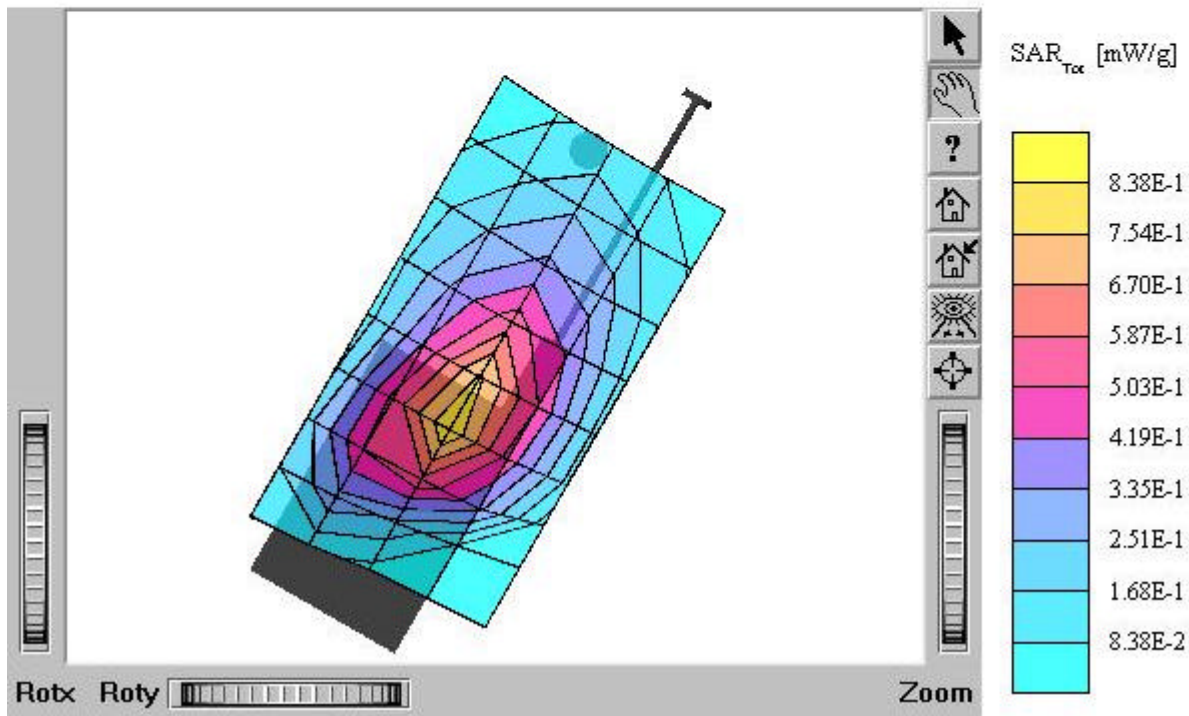 SAR_Tot [mW/g]
?
8.38E-1
7.54E-1
6.70E-1
5.87E-1
5.03E-1
4.19E-1
3.35E-1
2.51E-1
1.68E-1
8.38E-2
Rotx Roty Zoom